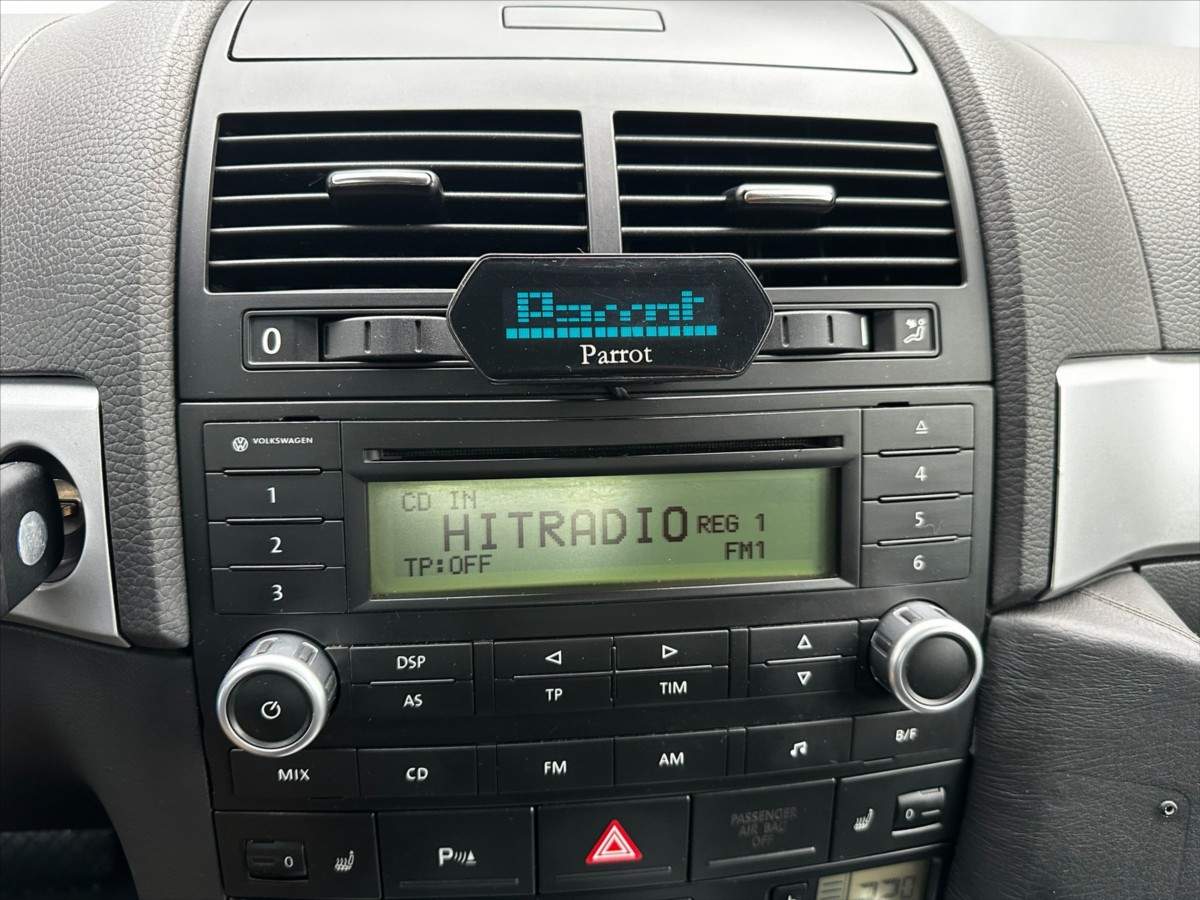 0
Parrot
Parrot
VOLKSWAGEN
1
2
3
CD IN
HITRADIO REG 1
TP:OFF FM1
4
5
6
DSP
AS
TP
TIM
MIX
CD
FM
AM
B/F
0
P
PASSENGER
AIR BAG
OFF
0